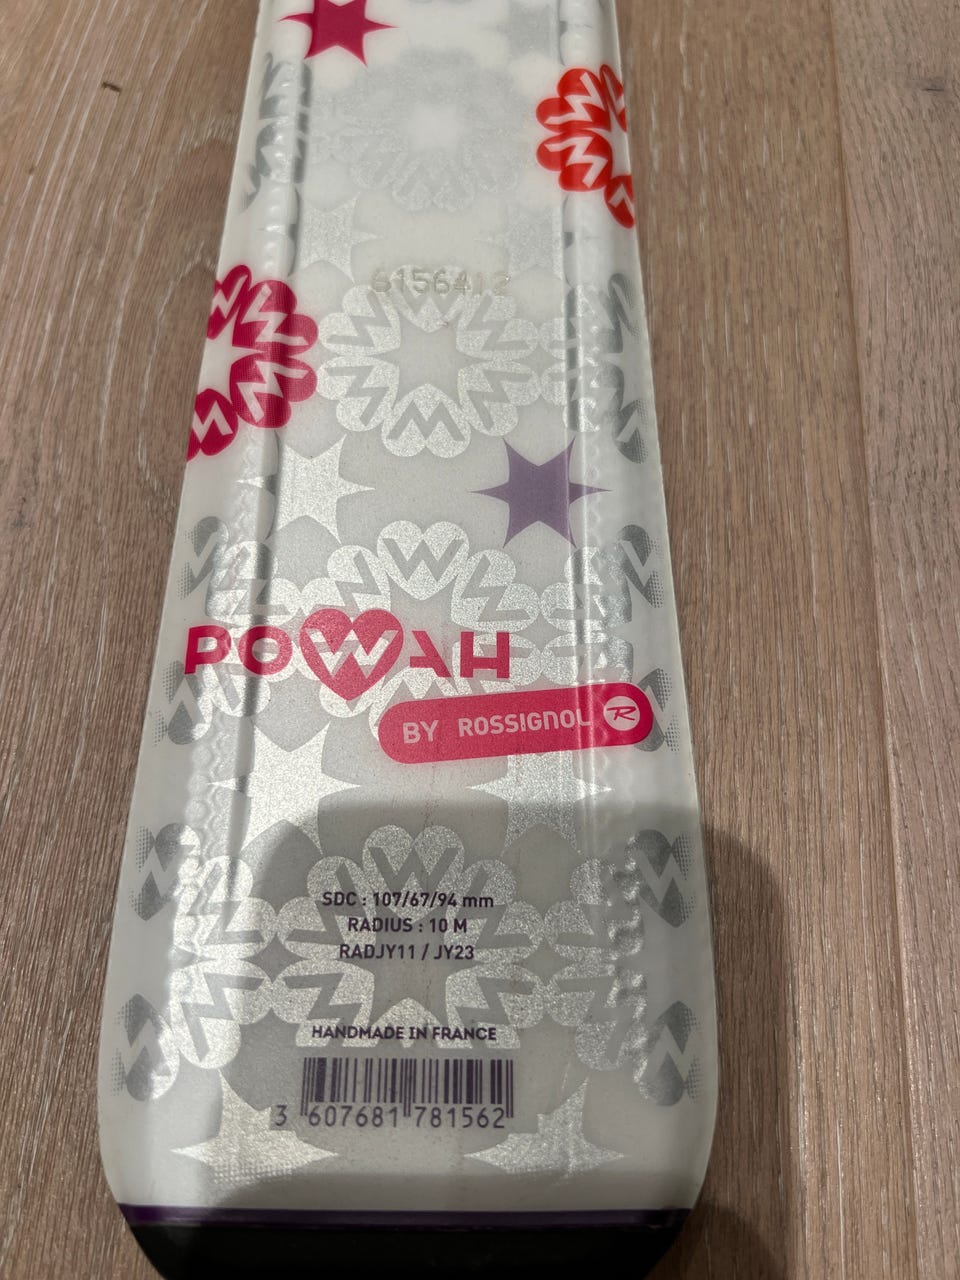 6156412
POWAH
BY ROSSIGNOL R
SDC : 107/67/94 mm
RADIUS : 10 M
RADJY11 / JY23
HANDMADE IN FRANCE
3 607681 781562